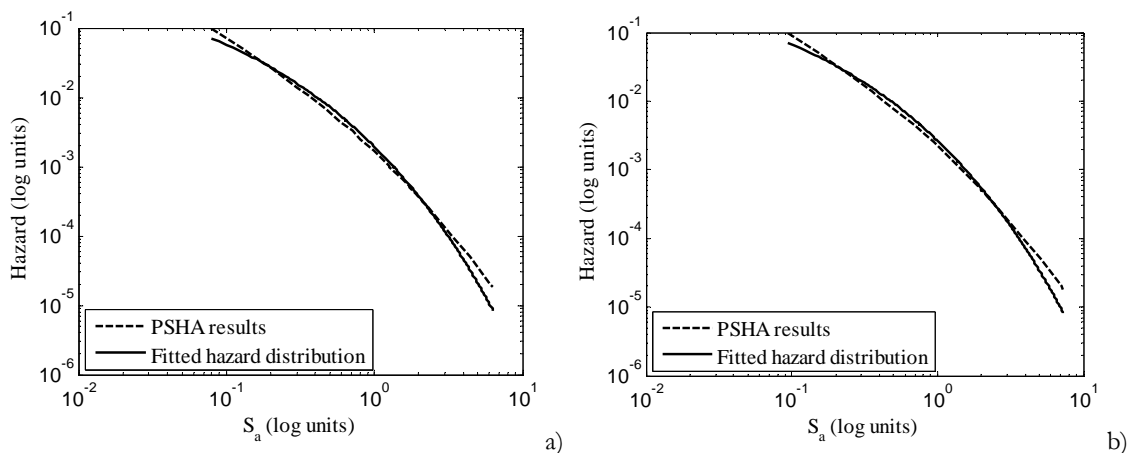 10^-1
10^-2
10^-3
10^-4
10^-5
10^-6
Hazard (log units)
PSHA results
Fitted hazard distribution
10^-2
10^-1
10^0
10^1
S_a (log units)
a)
10^-1
10^-2
10^-3
10^-4
10^-5
10^-6
Hazard (log units)
PSHA results
Fitted hazard distribution
10^-2
10^-1
10^0
10^1
S_a (log units)
b)